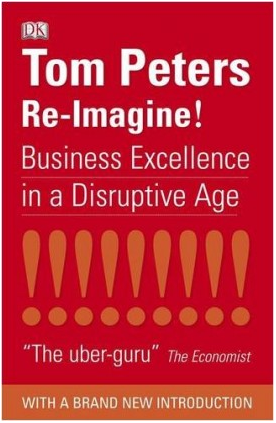 DK
Tom Peters
Re-Imagine!
Business Excellence
in a Disruptive Age
!!!!!!!!!
“The uber-guru” The Economist
WITH A BRAND NEW INTRODUCTION